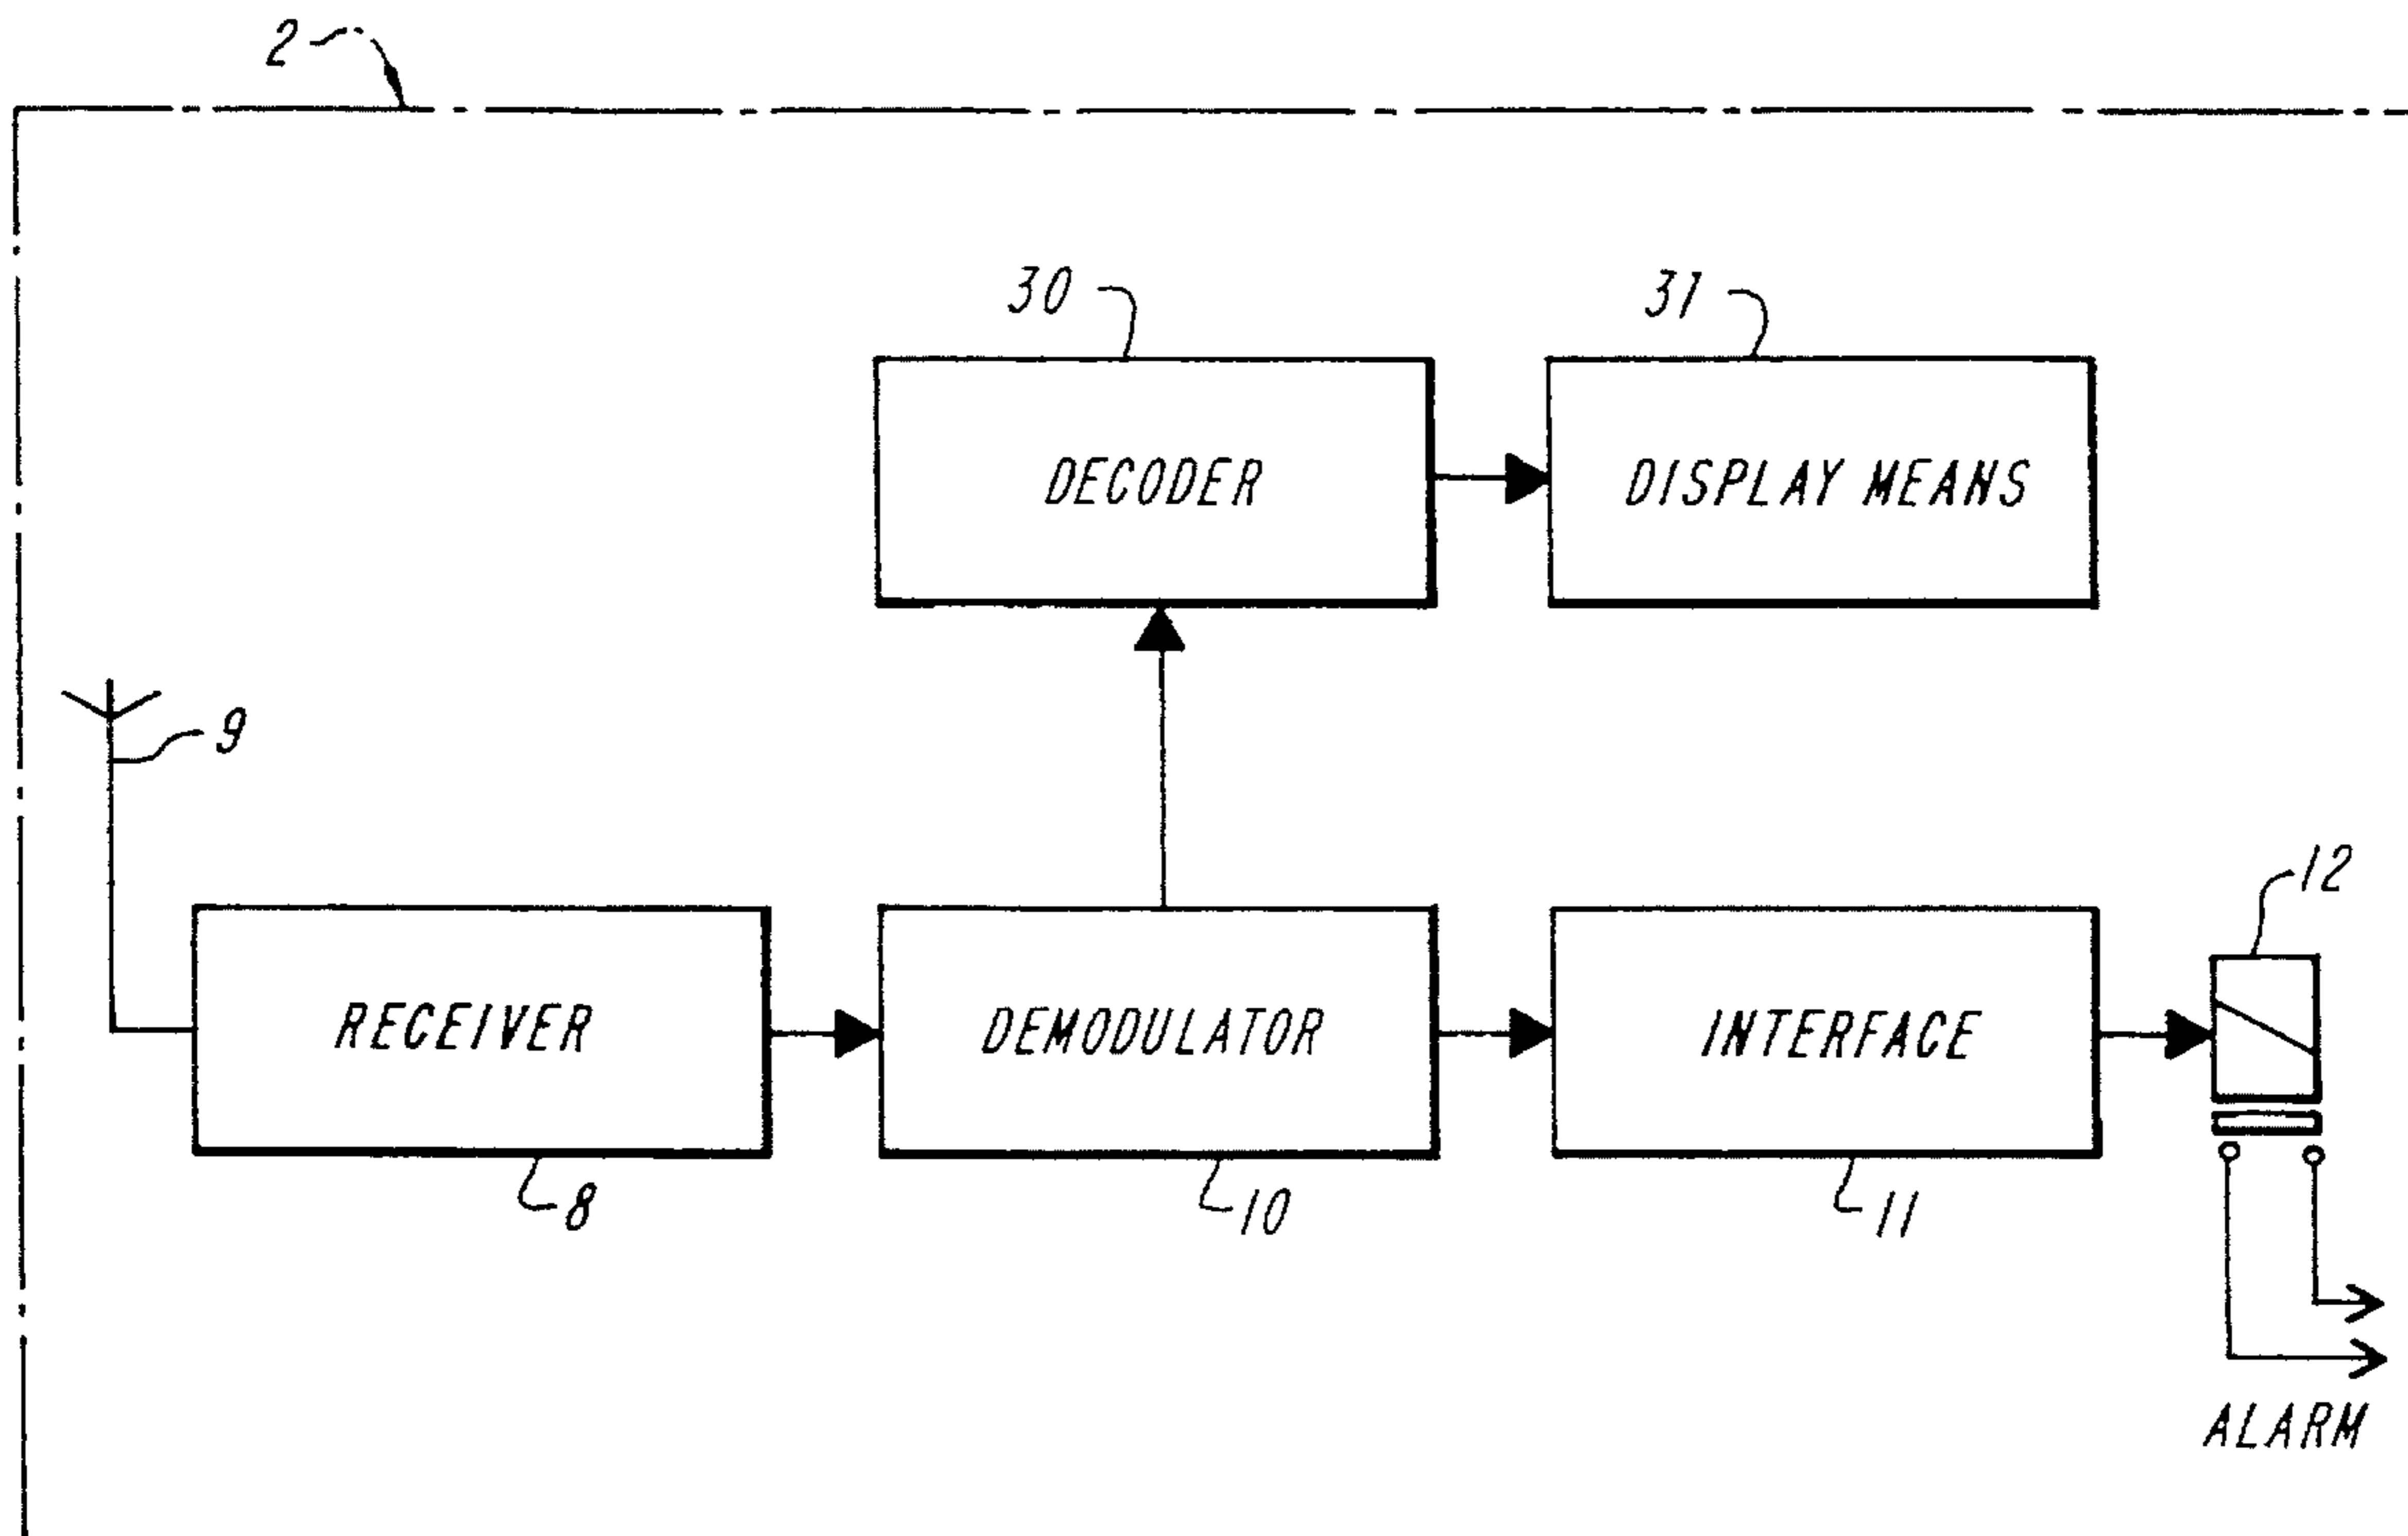 2
30
31
DECODER
DISPLAY MEANS
9
12
RECEIVER
DEMODULATOR
INTERFACE
8
10
11
ALARM